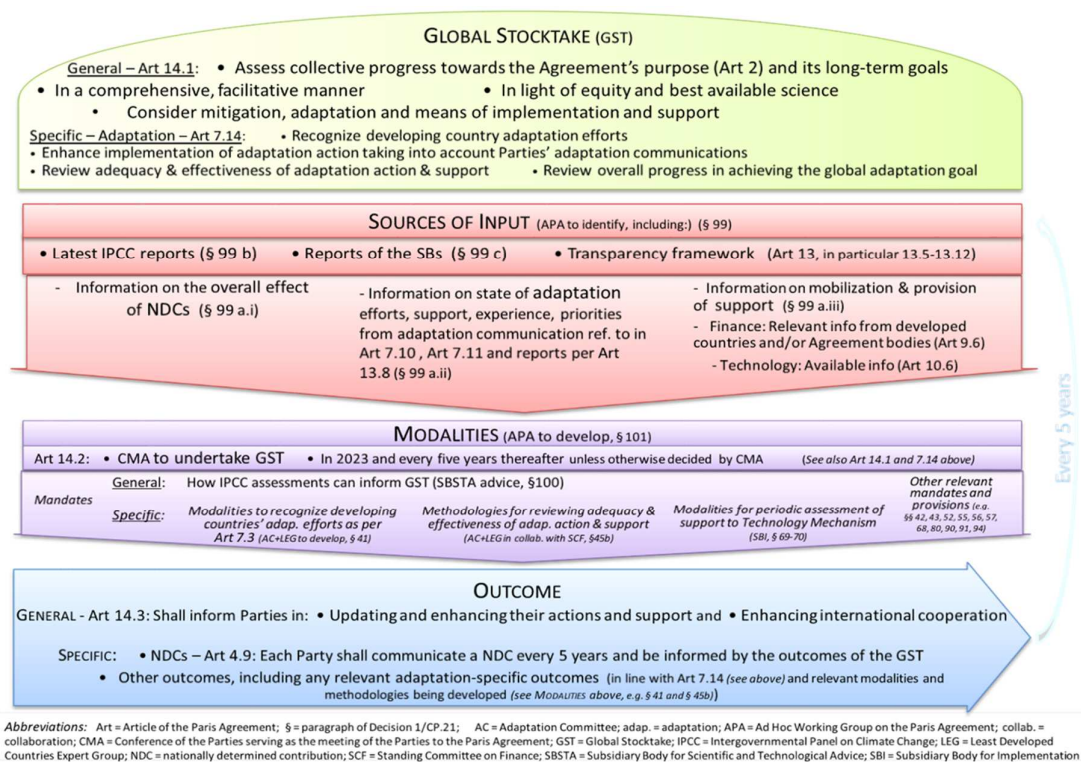 GLOBAL STOCKTAKE (GST)
General – Art 14.1: • Assess collective progress towards the Agreement's purpose (Art 2) and its long-term goals
• In a comprehensive, facilitative manner • In light of equity and best available science
• Consider mitigation, adaptation and means of implementation and support
Specific – Adaptation – Art 7.14: • Recognize developing country adaptation efforts
• Enhance implementation of adaptation action taking into account Parties' adaptation communications
• Review adequacy & effectiveness of adaptation action & support • Review overall progress in achieving the global adaptation goal
SOURCES OF INPUT (APA to identify, including:) (§ 99)
• Latest IPCC reports (§ 99 b) • Reports of the SBs (§ 99 c) • Transparency framework (Art 13, in particular 13.5-13.12)
- Information on the overall effect
of NDCs (§ 99 a.i)
- Information on state of adaptation
efforts, support, experience, priorities
from adaptation communication ref. to in
Art 7.10 , Art 7.11 and reports per Art
13.8 (§ 99 a.ii)
- Information on mobilization & provision
of support (§ 99 a.iii)
- Finance: Relevant info from developed
countries and/or Agreement bodies (Art 9.6)
- Technology: Available info (Art 10.6)
Every 5 years
MODALITIES (APA to develop, § 101)
Art 14.2: • CMA to undertake GST • In 2023 and every five years thereafter unless otherwise decided by CMA (See also Art 14.1 and 7.14 above)
Mandates
General: How IPCC assessments can inform GST (SBSTA advice, §100)
Specific:
Modalities to recognize developing
countries' adap. efforts as per
Art 7.3 (AC+LEG to develop, § 41)
Methodologies for reviewing adequacy &
effectiveness of adap. action & support
(AC+LEG in collab. with SCF, §45b)
Modalities for periodic assessment of
support to Technology Mechanism
(SBI, § 69-70)
Other relevant
mandates and
provisions (e.g.
§§ 42, 43, 52, 55, 56, 57,
68, 80, 90, 91, 94)
OUTCOME
GENERAL - Art 14.3: Shall inform Parties in: • Updating and enhancing their actions and support and • Enhancing international cooperation
SPECIFIC: • NDCs – Art 4.9: Each Party shall communicate a NDC every 5 years and be informed by the outcomes of the GST
• Other outcomes, including any relevant adaptation-specific outcomes (in line with Art 7.14 (see above) and relevant modalities and
methodologies being developed (see MODALITIES above, e.g. § 41 and § 45b))
Abbreviations: Art = Article of the Paris Agreement; § = paragraph of Decision 1/CP.21; AC = Adaptation Committee; adap. = adaptation; APA = Ad Hoc Working Group on the Paris Agreement; collab. =
collaboration; CMA = Conference of the Parties serving as the meeting of the Parties to the Paris Agreement; GST = Global Stocktake; IPCC = Intergovernmental Panel on Climate Change; LEG = Least Developed
Countries Expert Group; NDC = nationally determined contribution; SCF = Standing Committee on Finance; SBSTA = Subsidiary Body for Scientific and Technological Advice; SBI = Subsidiary Body for Implementation